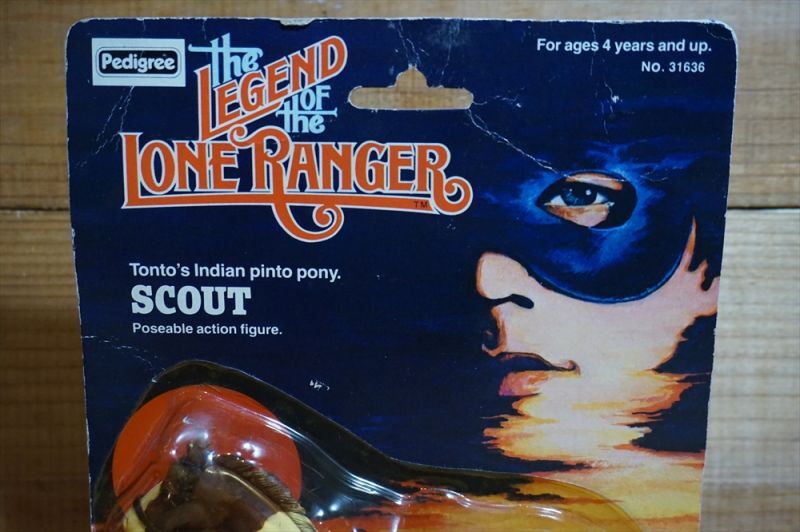 Pedigree
the
LEGEND
OF
the
LONE RANGER
TM
For ages 4 years and up.
NO. 31636
Tonto's Indian pinto pony.
SCOUT
Poseable action figure.